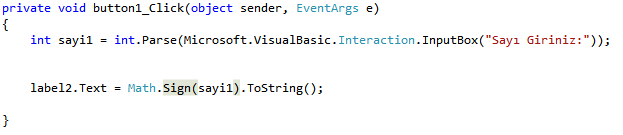 private void button1_Click(object sender, EventArgs e)
{
int sayi1 = int.Parse(Microsoft.VisualBasic.Interaction.InputBox("Sayı Giriniz:"));
label2.Text = Math.Sign(sayi1).ToString();
}